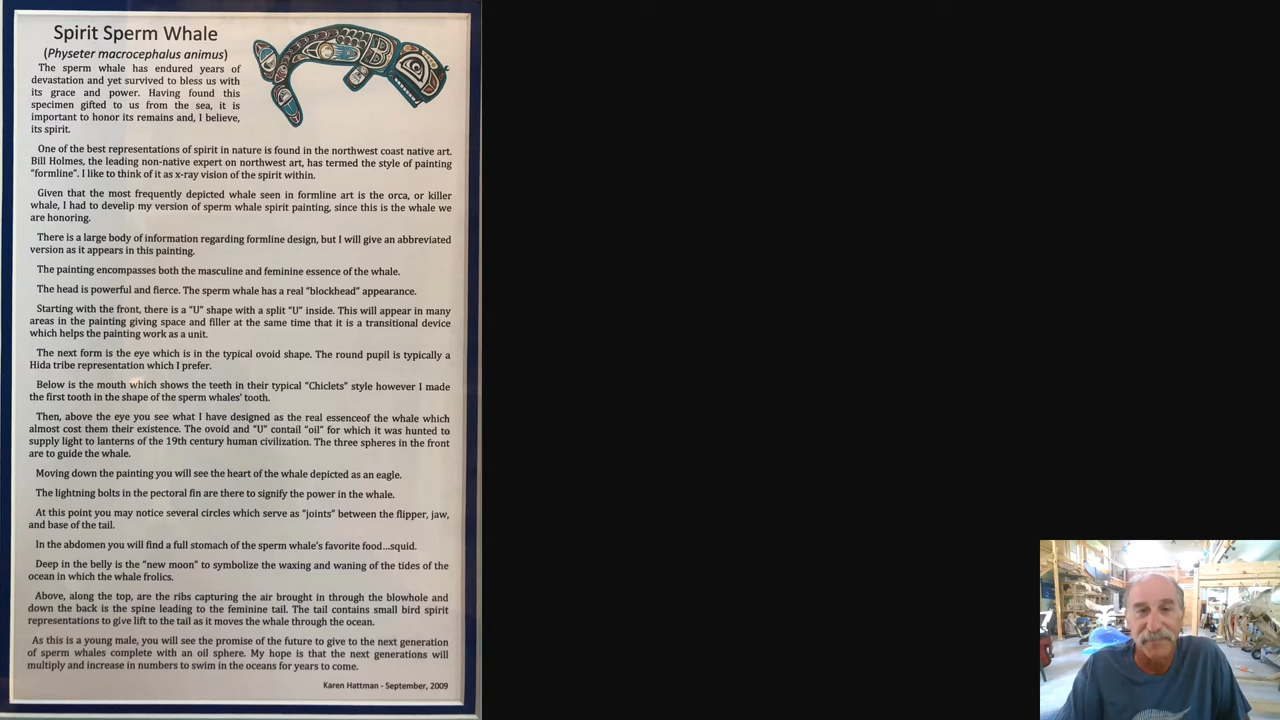 Spirit Sperm Whale
(Physeter macrocephalus animus)
The sperm whale has endured years of
devastation and yet survived to bless us with
its grace and power. Having found this
specimen gifted to us from the sea, it is
important to honor its remains and, I believe,
its spirit.
One of the best representations of spirit in nature is found in the northwest coast native art.
Bill Holmes, the leading non-native expert on northwest art, has termed the style of painting
“formline”. I like to think of it as x-ray vision of the spirit within.
Given that the most frequently depicted whale seen in formline art is the orca, or killer
whale, I had to develip my version of sperm whale spirit painting, since this is the whale we
are honoring.
There is a large body of information regarding formline design, but I will give an abbreviated
version as it appears in this painting.
The painting encompasses both the masculine and feminine essence of the whale.
The head is powerful and fierce. The sperm whale has a real “blockhead” appearance.
Starting with the front, there is a “U” shape with a split “U” inside. This will appear in many
areas in the painting giving space and filler at the same time that it is a transitional device
which helps the painting work as a unit.
The next form is the eye which is in the typical ovoid shape. The round pupil is typically a
Hida tribe representation which I prefer.
Below is the mouth which shows the teeth in their typical “Chiclets” style however I made
the first tooth in the shape of the sperm whales’ tooth.
Then, above the eye you see what I have designed as the real essenceof the whale which
almost cost them their existence. The ovoid and “U” contail “oil” for which it was hunted to
supply light to lanterns of the 19th century human civilization. The three spheres in the front
are to guide the whale.
Moving down the painting you will see the heart of the whale depicted as an eagle.
The lightning bolts in the pectoral fin are there to signify the power in the whale.
At this point you may notice several circles which serve as “joints” between the flipper, jaw,
and base of the tail.
In the abdomen you will find a full stomach of the sperm whale’s favorite food...squid.
Deep in the belly is the “new moon” to symbolize the waxing and waning of the tides of the
ocean in which the whale frolics.
Above, along the top, are the ribs capturing the air brought in through the blowhole and
down the back is the spine leading to the feminine tail. The tail contains small bird spirit
representations to give lift to the tail as it moves the whale through the ocean.
As this is a young male, you will see the promise of the future to give to the next generation
of sperm whales complete with an oil sphere. My hope is that the next generations will
multiply and increase in numbers to swim in the oceans for years to come.
Karen Hattman - September, 2009